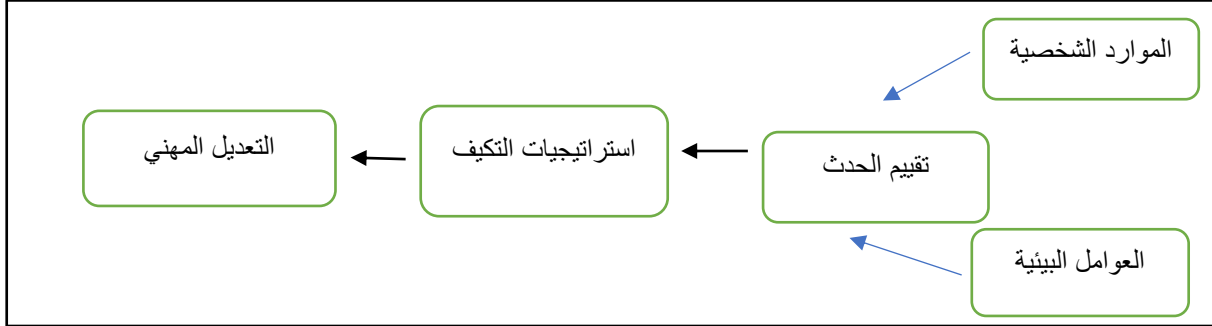 الموارد الشخصية
تقييم الحدث
استراتيجيات التكيف
التعديل المهني
العوامل البيئية